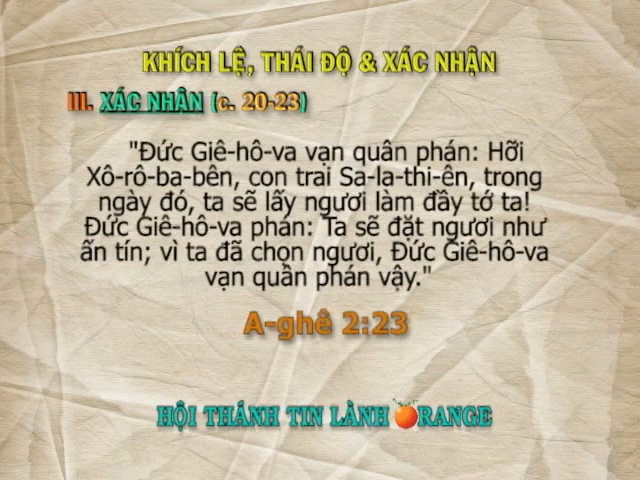 KHÍCH LỆ, THÁI ĐỘ & XÁC NHẬN
III. XÁC NHẬN (c. 20-23)
"Đức Giê-hô-va vạn quân phán: Hỡi
Xô-rô-ba-bên, con trai Sa-la-thi-ên, trong
ngày đó, ta sẽ lấy ngươi làm đầy tớ ta!
Đức Giê-hô-va phán: Ta sẽ đặt ngươi như
ấn tín; vì ta đã chọn ngươi, Đức Giê-hô-va
vạn quân phán vậy."
A-ghê 2:23
HỘI THÁNH TIN LÀNH ORANGE